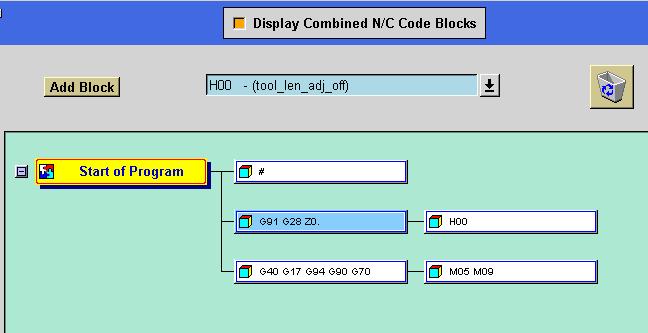 Display Combined N/C Code Blocks
Add Block H00 - (tool_len_adj_off)
Start of Program #
G91 G28 Z0. H00
G40 G17 G94 G90 G70 M05 M09